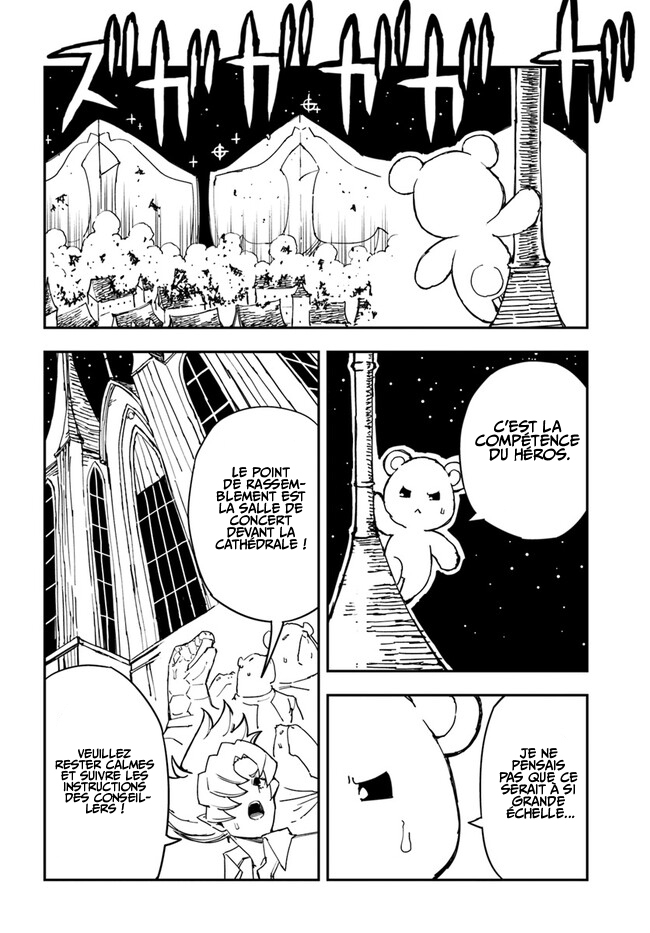 ズガガガガガ
C'EST LA
COMPÉTENCE
DU HÉROS.
JE NE
PENSAIS
PAS QUE CE
SERAIT À SI
GRANDE
ÉCHELLE...
LE POINT
DE RASSEM-
BLEMENT EST
LA SALLE DE
CONCERT
DEVANT LA
CATHÉDRALE !
VEUILLEZ
RESTER CALMES
ET SUIVRE LES
INSTRUCTIONS
DES CONSEIL-
LERS !